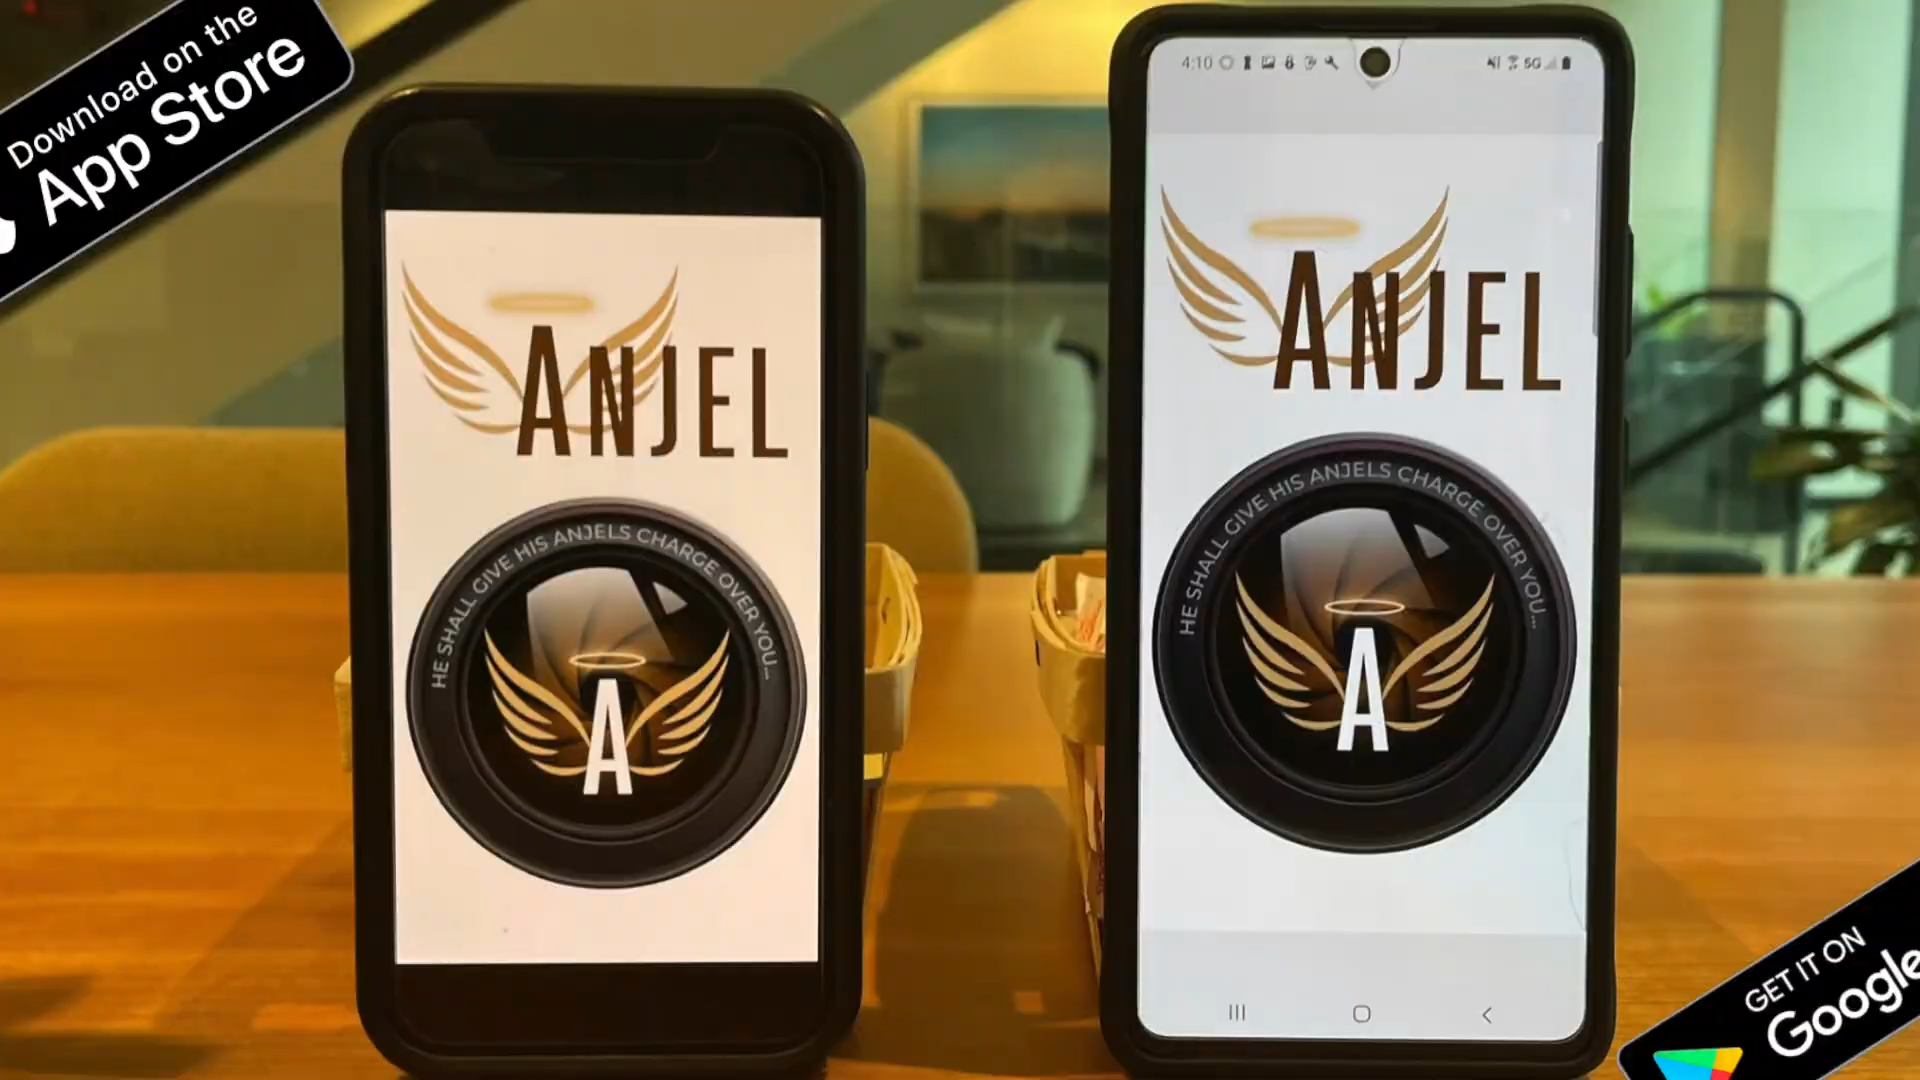 Download on the
App Store
ANJEL
HE SHALL GIVE HIS ANJELS CHARGE OVER YOU...
A
4:10
5G
ANJEL
HE SHALL GIVE HIS ANJELS CHARGE OVER YOU...
A
GET IT ON
Google